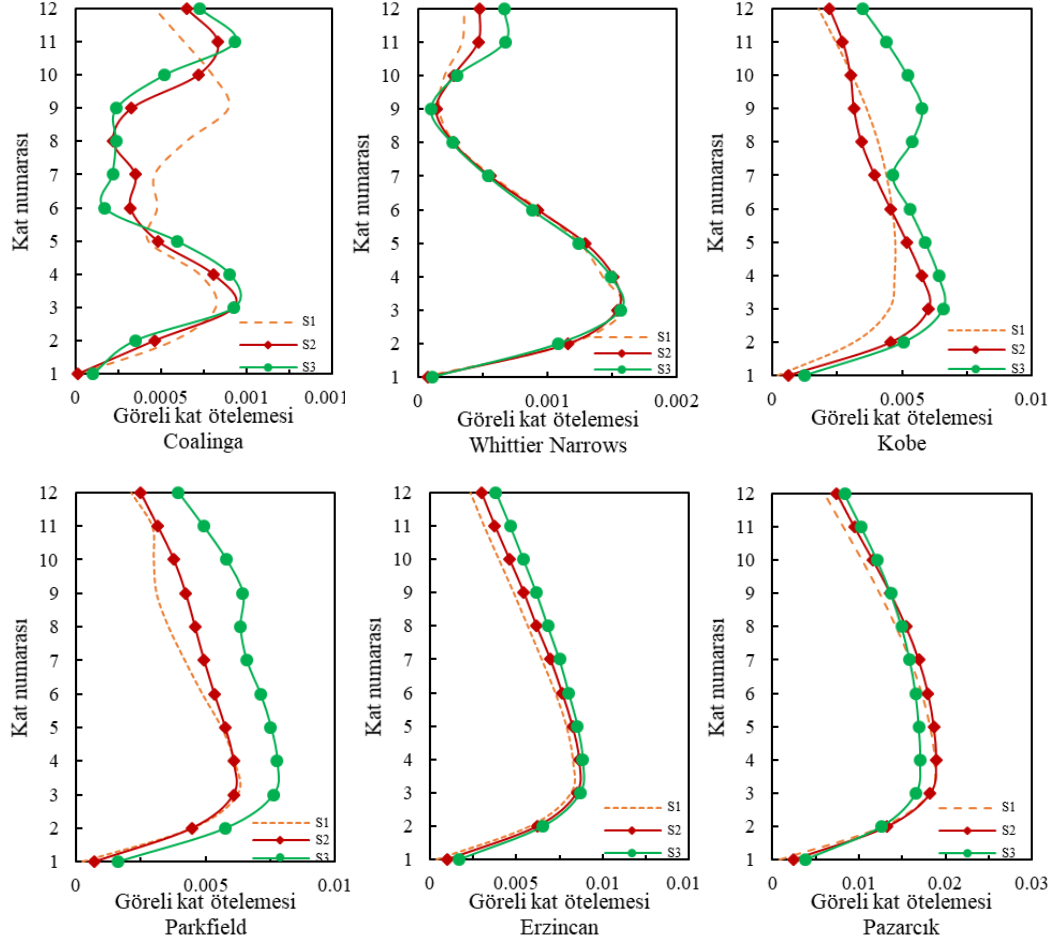 12
11
10
9
8
7
6
5
4
3
2
1
Kat numarası
0
0.0005
0.001
0.001
S1
S2
S3
Göreli kat ötelemesi
Coalinga
12
11
10
9
8
7
6
5
4
3
2
1
Kat numarası
0
0.001
0.002
S1
S2
S3
Göreli kat ötelemesi
Whittier Narrows
12
11
10
9
8
7
6
5
4
3
2
1
Kat numarası
0
0.005
0.01
S1
S2
S3
Göreli kat ötelemesi
Kobe
12
11
10
9
8
7
6
5
4
3
2
1
Kat numarası
0
0.005
0.01
S1
S2
S3
Göreli kat ötelemesi
Parkfield
12
11
10
9
8
7
6
5
4
3
2
1
Kat numarası
0
0.005
0.01
0.01
S1
S2
S3
Göreli kat ötelemesi
Erzincan
12
11
10
9
8
7
6
5
4
3
2
1
Kat numarası
0
0.01
0.02
0.03
S1
S2
S3
Göreli kat ötelemesi
Pazarcık